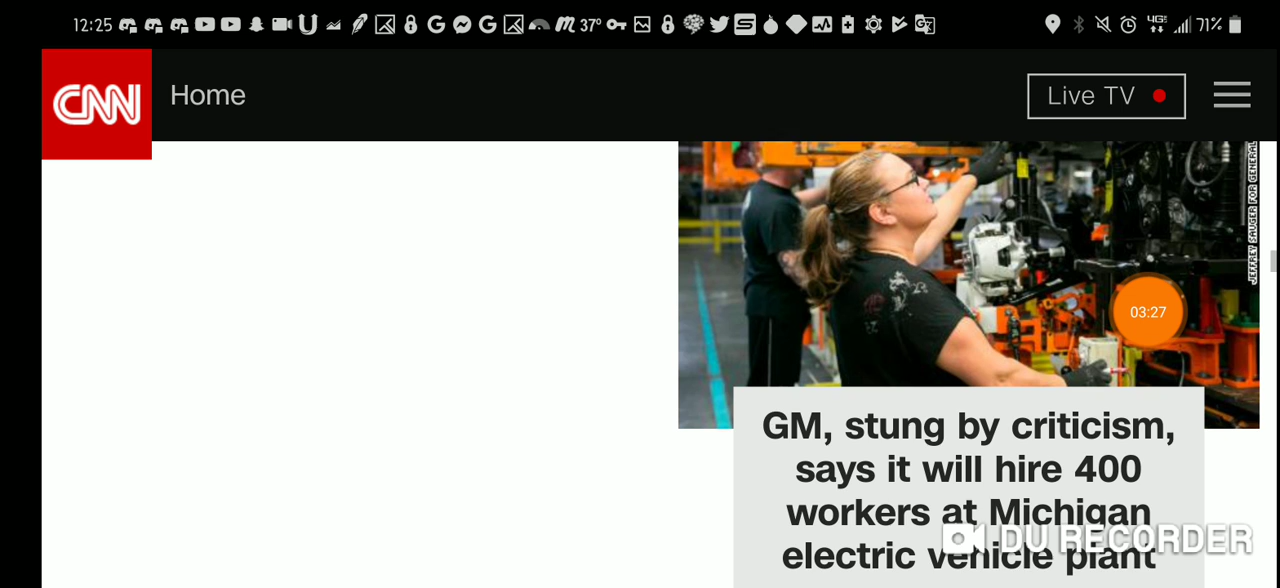 12:25 37° 4GE 71%
CNN Home Live TV
JEFFREY SAUGER FOR GENERAL
03:27
GM, stung by criticism,
says it will hire 400
workers at Michigan
electric vehicle plant
DU RECORDER